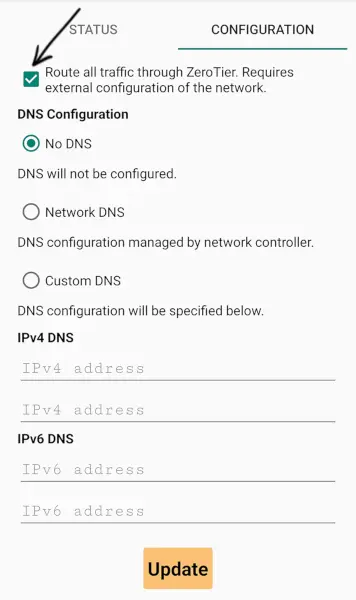 STATUS
CONFIGURATION
Route all traffic through ZeroTier. Requires
external configuration of the network.
DNS Configuration
No DNS
DNS will not be configured.
Network DNS
DNS configuration managed by network controller.
Custom DNS
DNS configuration will be specified below.
IPv4 DNS
IPv4 address
IPv4 address
IPv6 DNS
IPv6 address
IPv6 address
Update